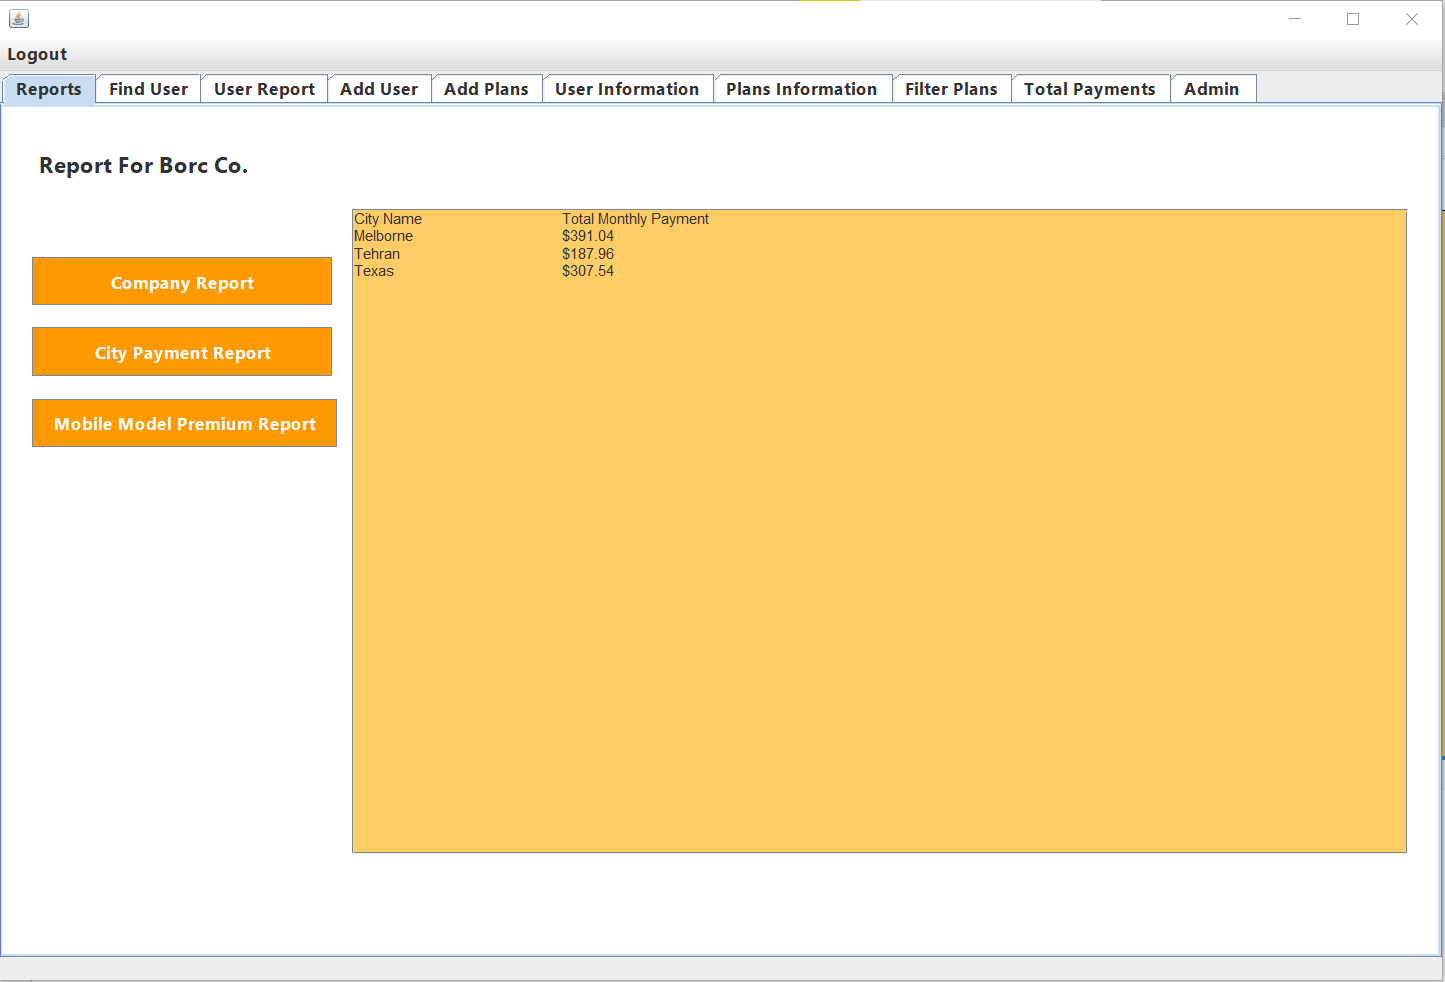 Logout
Reports Find User User Report Add User Add Plans User Information Plans Information Filter Plans Total Payments Admin
Report For Borc Co.
City Name Total Monthly Payment
Melborne $391.04
Tehran $187.96
Texas $307.54
Company Report
City Payment Report
Mobile Model Premium Report